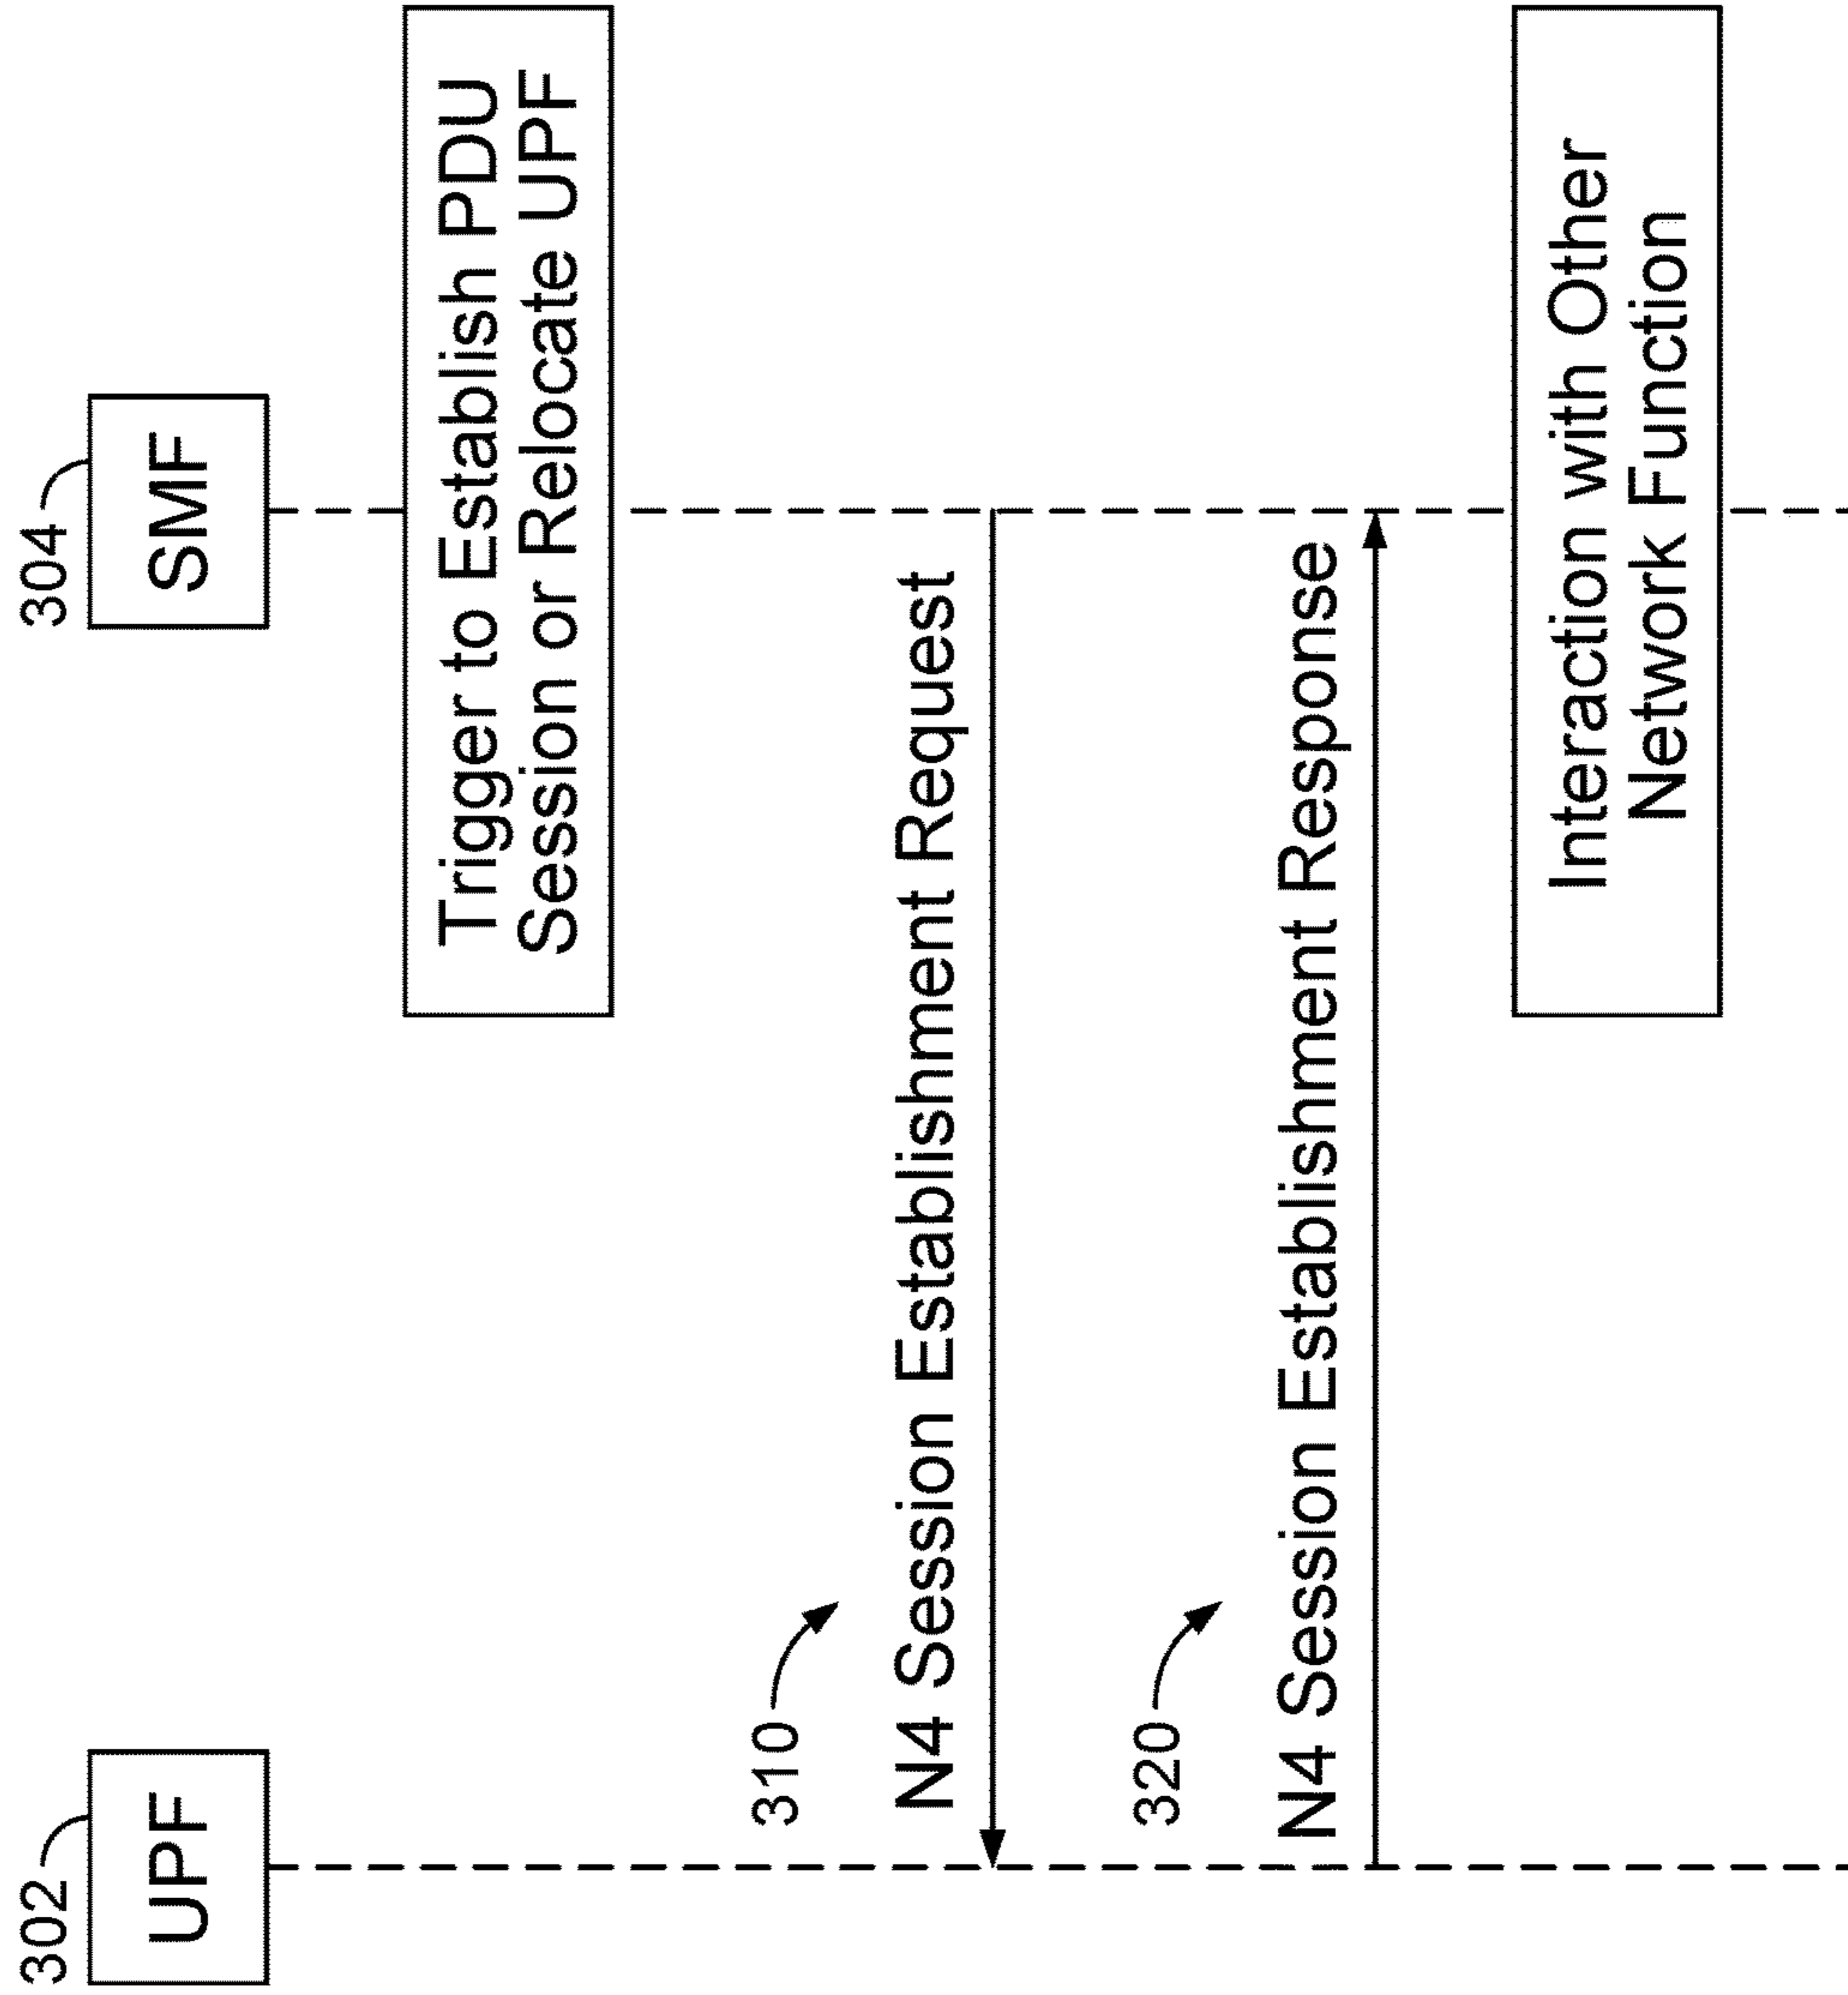 302
UPF
304
SMF
Trigger to Establish PDU
Session or Relocate UPF
310
N4 Session Establishment Request
320
N4 Session Establishment Response
Interaction with Other
Network Function